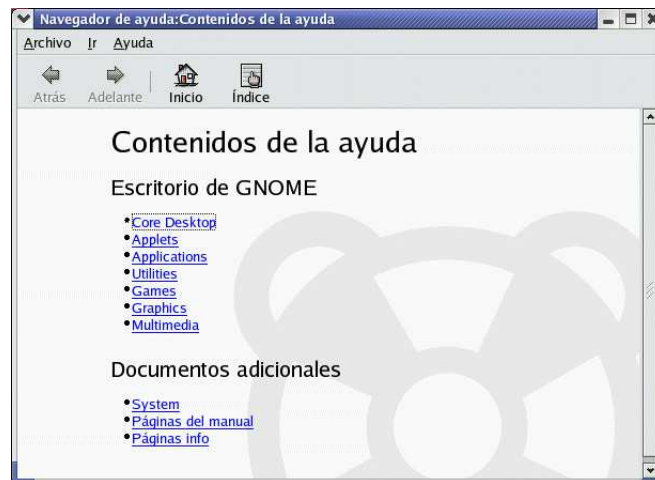 Navegador de ayuda:Contenidos de la ayuda
Archivo Ir Ayuda
Atrás Adelante Inicio Índice
Contenidos de la ayuda
Escritorio de GNOME
Core Desktop
Applets
Applications
Utilities
Games
Graphics
Multimedia
Documentos adicionales
System
Páginas del manual
Páginas info